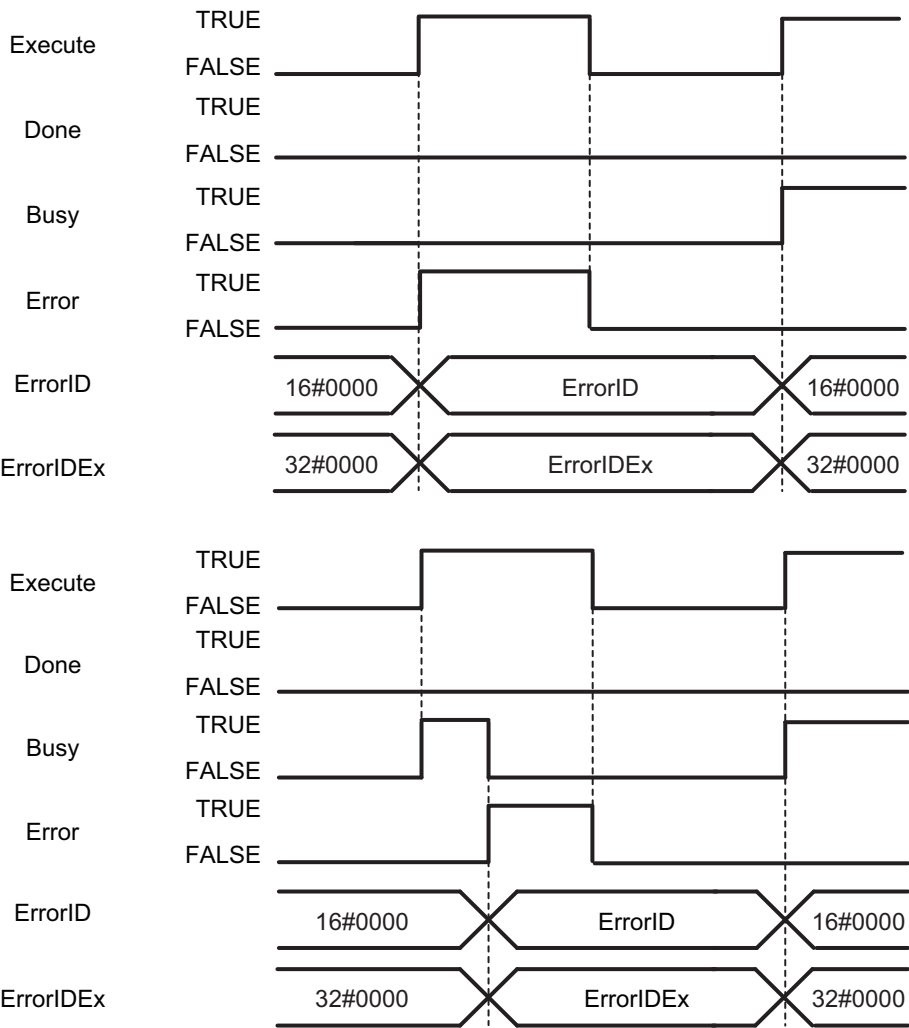 TRUE
Execute
FALSE
TRUE
Done
FALSE
TRUE
Busy
FALSE
TRUE
Error
FALSE
ErrorID 16#0000 ErrorID 16#0000
ErrorIDEx 32#0000 ErrorIDEx 32#0000
TRUE
Execute
FALSE
TRUE
Done
FALSE
TRUE
Busy
FALSE
TRUE
Error
FALSE
ErrorID 16#0000 ErrorID 16#0000
ErrorIDEx 32#0000 ErrorIDEx 32#0000